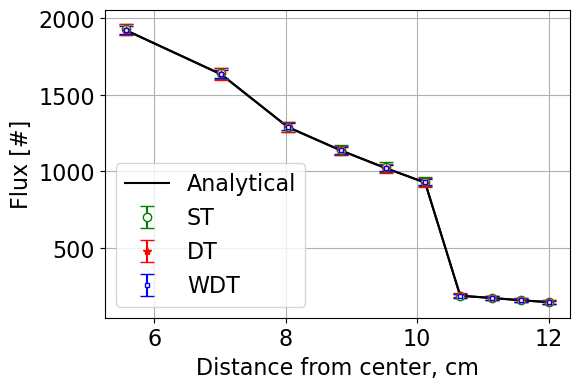 2000
1500
1000
500
Flux [#]
Analytical
ST
DT
WDT
6
8
10
12
Distance from center, cm